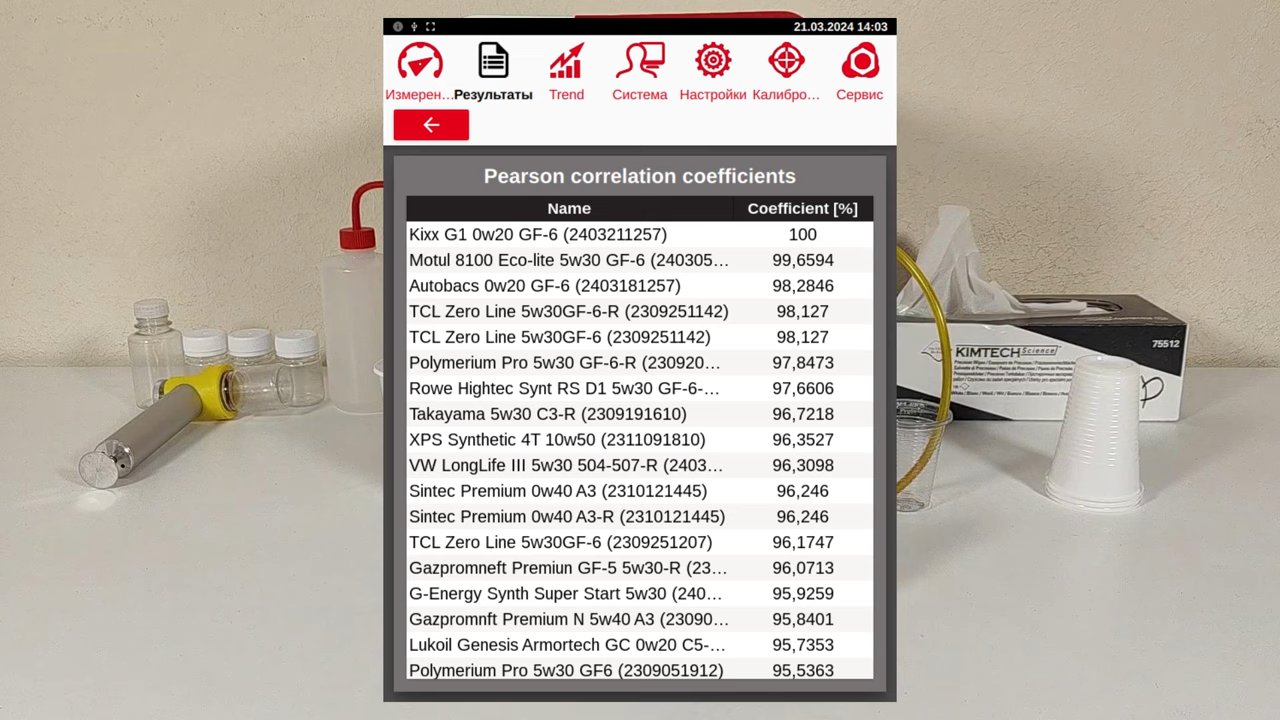 21.03.2024 14:03
Измерен... Результаты Trend Система Настройки Калибро... Сервис
Pearson correlation coefficients
Name Coefficient [%]
Kixx G1 0w20 GF-6 (2403211257) 100
Motul 8100 Eco-lite 5w30 GF-6 (240305... 99,6594
Autobacs 0w20 GF-6 (2403181257) 98,2846
TCL Zero Line 5w30GF-6-R (2309251142) 98,127
TCL Zero Line 5w30GF-6 (2309251142) 98,127
Polymerium Pro 5w30 GF-6-R (230920... 97,8473
Rowe Hightec Synt RS D1 5w30 GF-6-... 97,6606
Takayama 5w30 C3-R (2309191610) 96,7218
XPS Synthetic 4T 10w50 (2311091810) 96,3527
VW LongLife III 5w30 504-507-R (2403... 96,3098
Sintec Premium 0w40 A3 (2310121445) 96,246
Sintec Premium 0w40 A3-R (2310121445) 96,246
TCL Zero Line 5w30GF-6 (2309251207) 96,1747
Gazpromneft Premiun GF-5 5w30-R (23... 96,0713
G-Energy Synth Super Start 5w30 (240... 95,9259
Gazpromnft Premium N 5w40 A3 (23090... 95,8401
Lukoil Genesis Armortech GC 0w20 C5-... 95,7353
Polymerium Pro 5w30 GF6 (2309051912) 95,5363
75512
KIMTECH Science